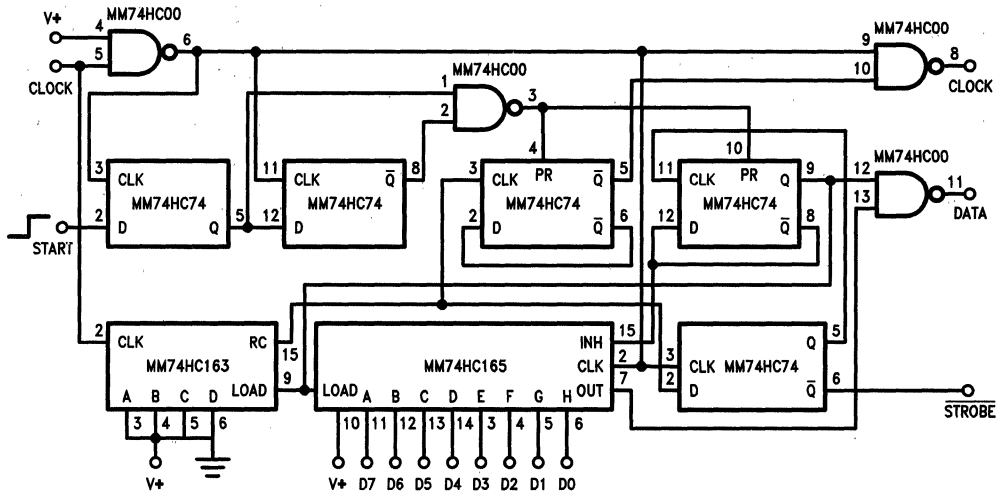 MM74HC00
V+ 4
5 6
CLOCK
MM74HC00
9
10 8
CLOCK
MM74HC00
1
2 3
3 CLK
MM74HC74
2 D Q 5
START
11 CLK Q̅ 8
MM74HC74
12 D
4
PR
3 CLK Q̅ 5
MM74HC74
2 D Q̅ 6
10
PR
11 CLK Q 9
MM74HC74
12 D Q̅ 8
MM74HC00
12
13 11
DATA
2 CLK RC 15
MM74HC163
LOAD 9
A B C D
3 4 5 6
V+
MM74HC165
INH 15
CLK 2
OUT 7
LOAD A B C D E F G H
10 11 12 13 14 3 4 5 6
V+ D7 D6 D5 D4 D3 D2 D1 D0
3 CLK Q 5
MM74HC74
2 D Q̅ 6
S̅T̅R̅O̅B̅E̅